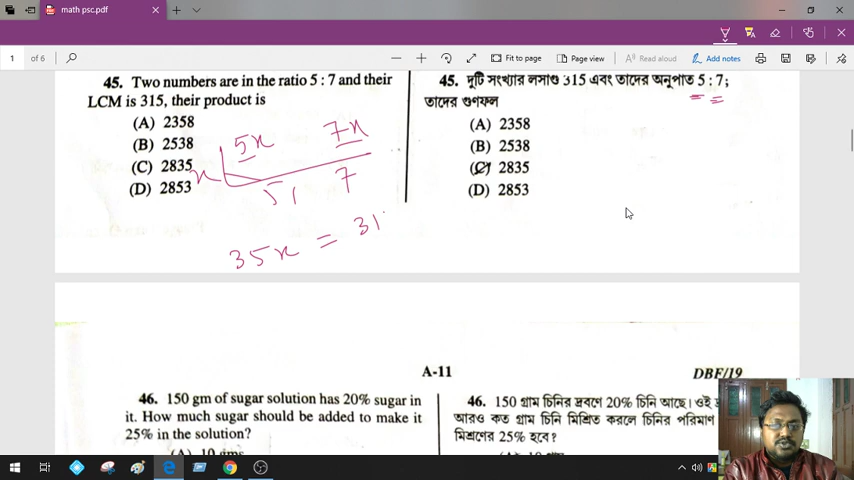 math psc.pdf
1 of 6
Fit to page
Page view
Read aloud
Add notes
45. Two numbers are in the ratio 5 : 7 and their
LCM is 315, their product is
(A) 2358
(B) 2538
(C) 2835
(D) 2853
5x 7x
x
5, 7
35x = 31
45. দুটি সংখ্যার লসাগু 315 এবং তাদের অনুপাত 5 : 7;
তাদের গুণফল
(A) 2358
(B) 2538
(C) 2835
(D) 2853
A-11
DBF/19
46. 150 gm of sugar solution has 20% sugar in
it. How much sugar should be added to make it
25% in the solution?
(A) 10 gms
46. 150 গ্রাম চিনির দ্রবণে 20% চিনি আছে। ওই
আরও কত গ্রাম চিনি মিশ্রিত করলে চিনির পরিমাণ
মিশ্রণের 25% হবে?